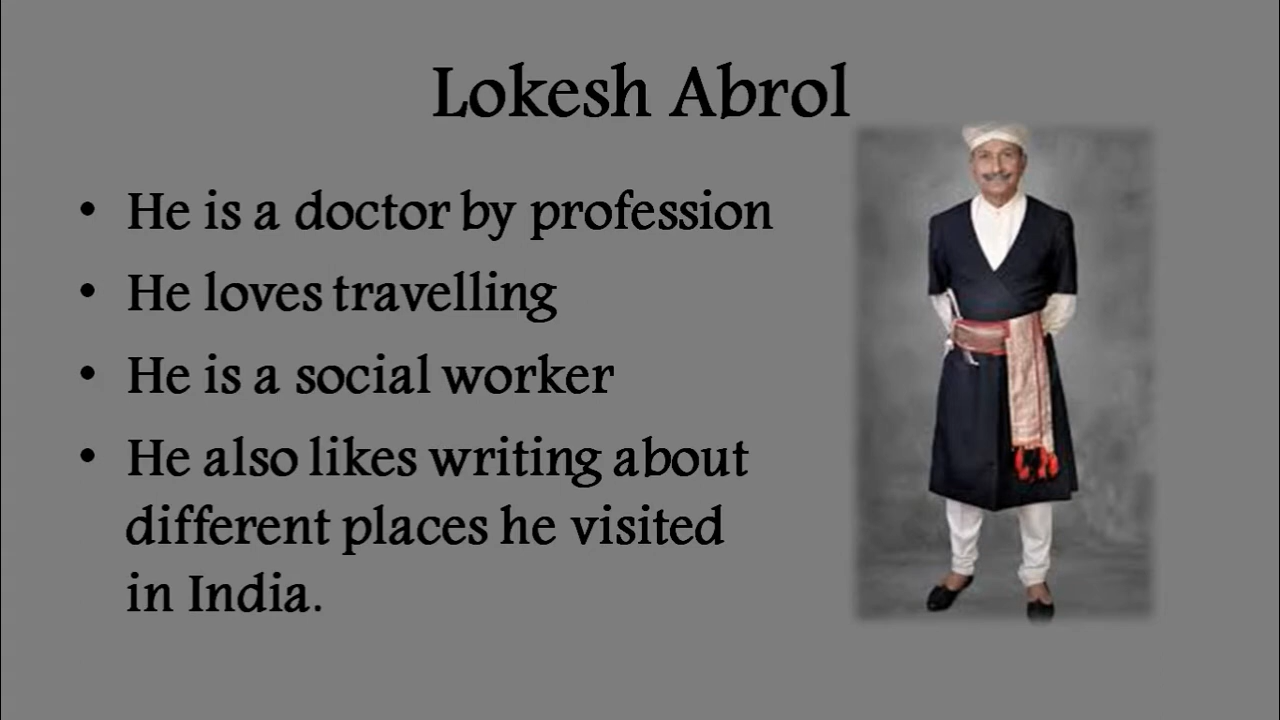 Lokesh Abrol
• He is a doctor by profession
• He loves travelling
• He is a social worker
• He also likes writing about
different places he visited
in India.